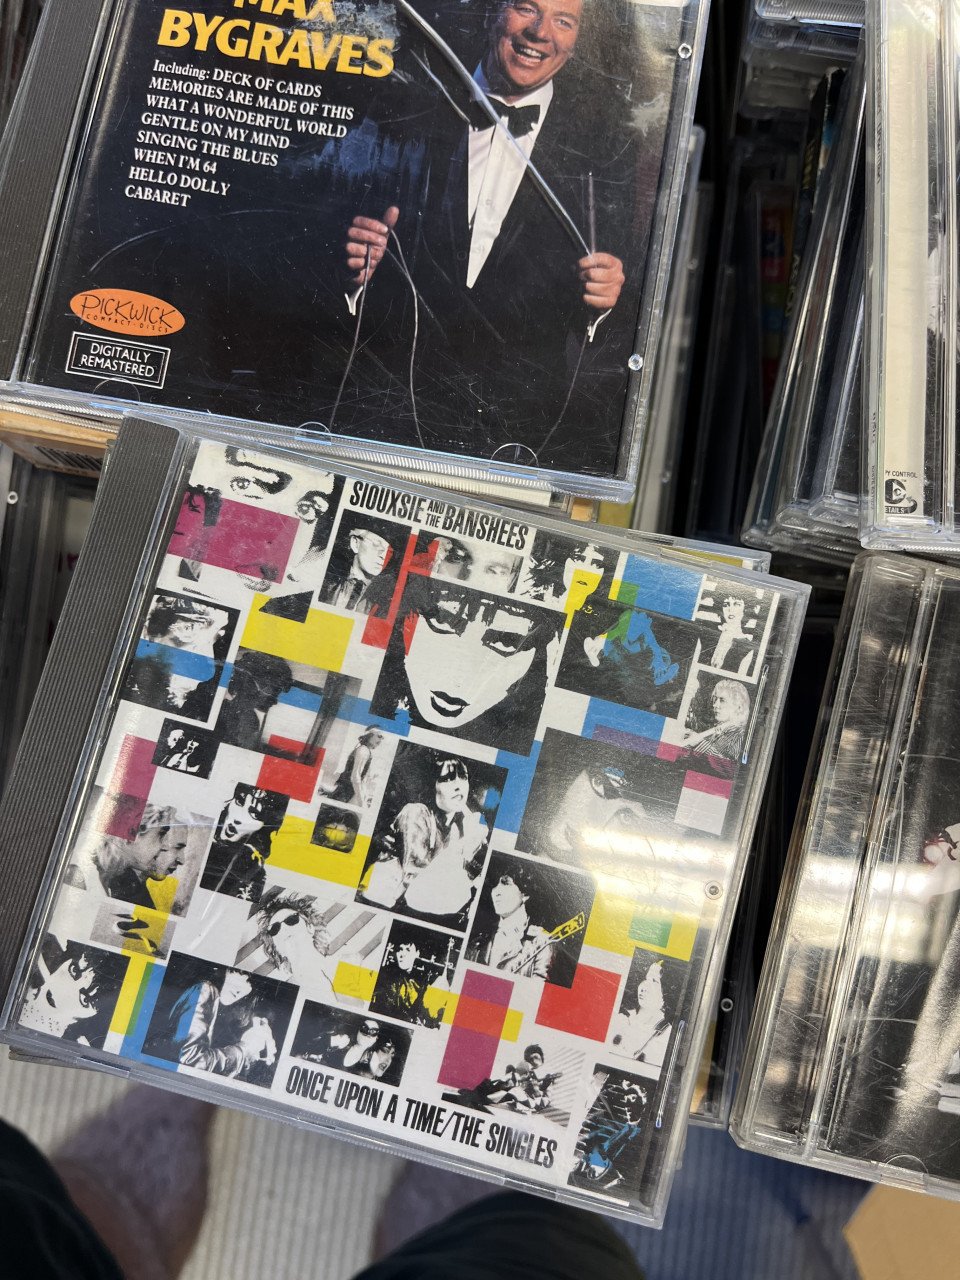 MAX
BYGRAVES
Including: DECK OF CARDS
MEMORIES ARE MADE OF THIS
WHAT A WONDERFUL WORLD
GENTLE ON MY MIND
SINGING THE BLUES
WHEN I'M 64
HELLO DOLLY
CABARET
PICKWICK
COMPACT · DISCS
DIGITALLY
REMASTERED
CONTROL
SIOUXSIE AND THE BANSHEES
ONCE UPON A TIME/THE SINGLES